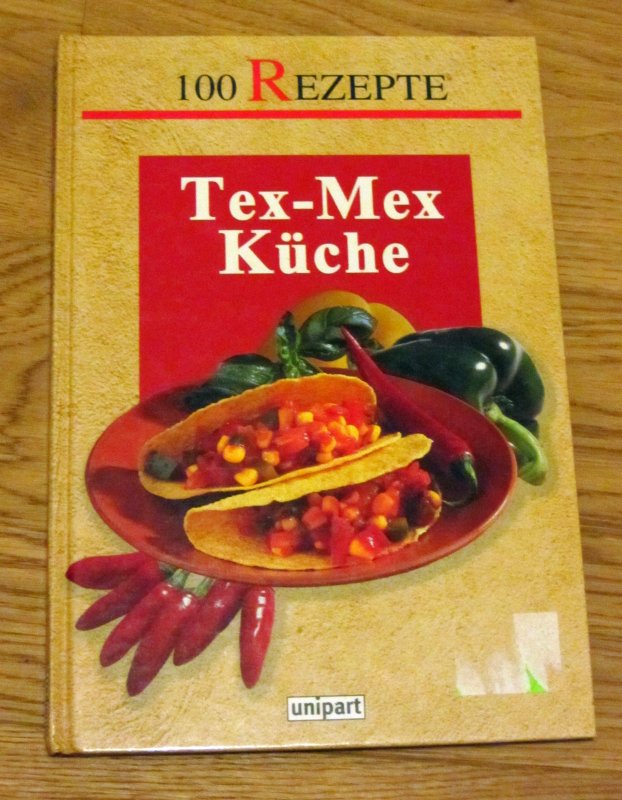 100 REZEPTE
Tex-Mex
Küche
unipart